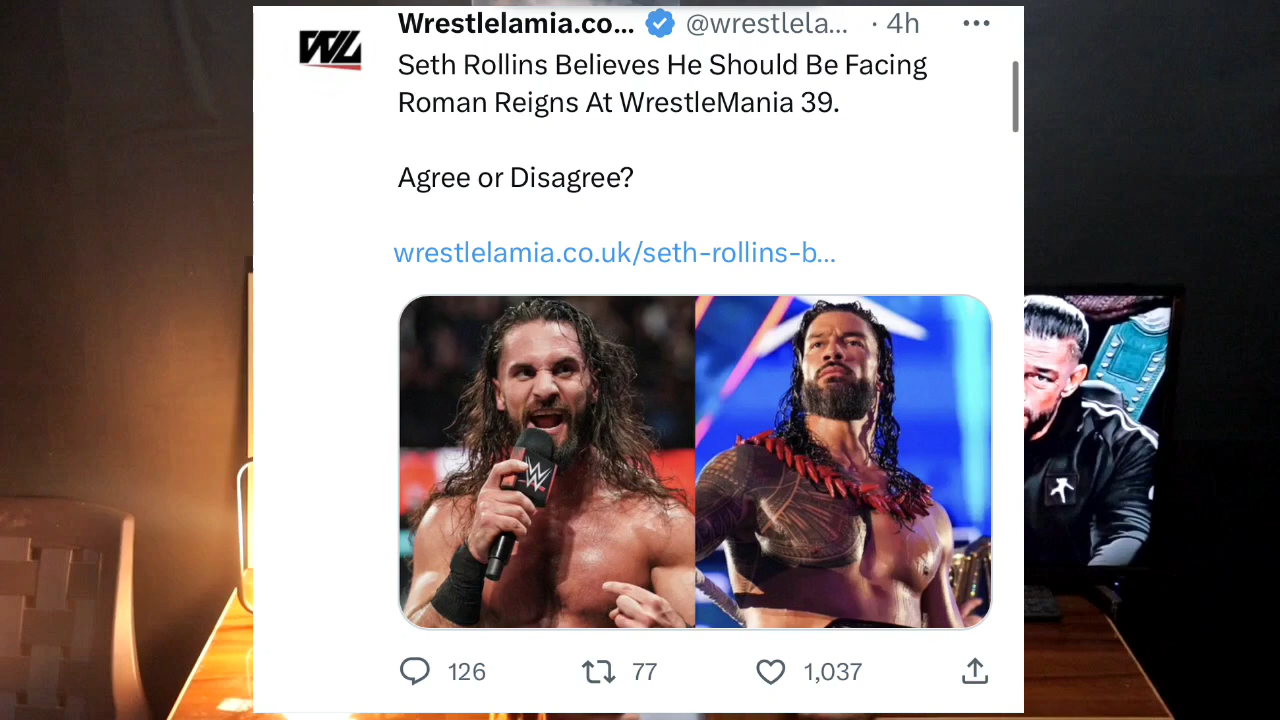 WL
Wrestlelamia.co... @wrestlela... · 4h
Seth Rollins Believes He Should Be Facing
Roman Reigns At WrestleMania 39.
Agree or Disagree?
wrestlelamia.co.uk/seth-rollins-b...
W
126 77 1,037